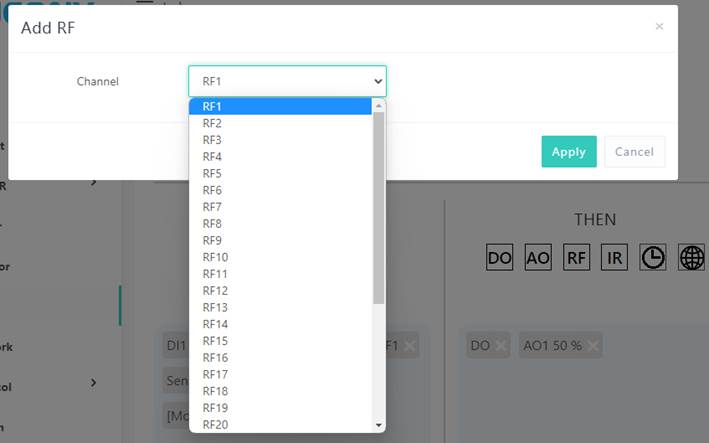 Add RF
×
Channel
RF1
RF1
RF2
RF3
RF4
RF5
RF6
RF7
RF8
RF9
RF10
RF11
RF12
RF13
RF14
RF15
RF16
RF17
RF18
RF19
RF20
Apply Cancel
THEN
DO AO RF IR
DI1
F1 ×
Sen
[Mo
DO × AO1 50 % ×
t
R
or
ork
col
n